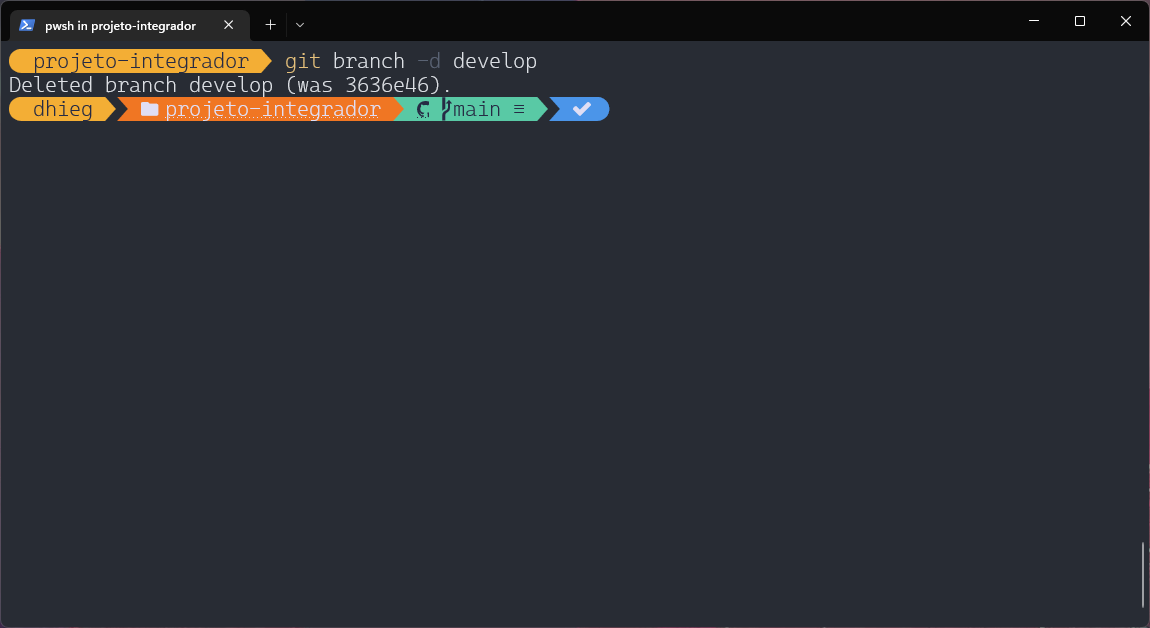 pwsh in projeto-integrador
projeto-integrador git branch -d develop
Deleted branch develop (was 3636e46).
dhieg projeto-integrador main ≡